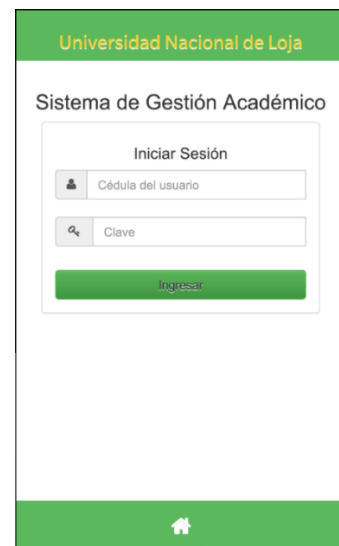 Universidad Nacional de Loja
Sistema de Gestión Académico
Iniciar Sesión
Cédula del usuario
Clave
Ingresar